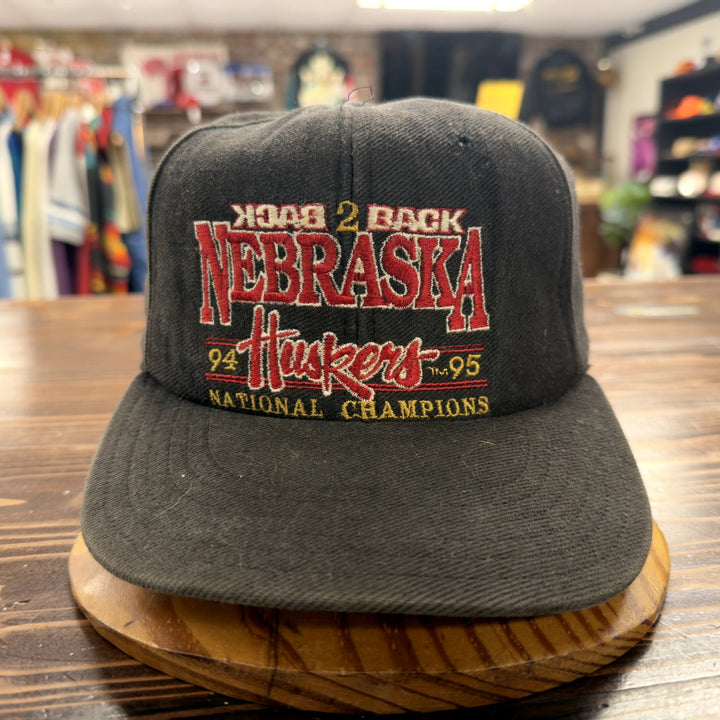 BACK 2 BACK
NEBRASKA
94 Huskers ™ 95
NATIONAL CHAMPIONS